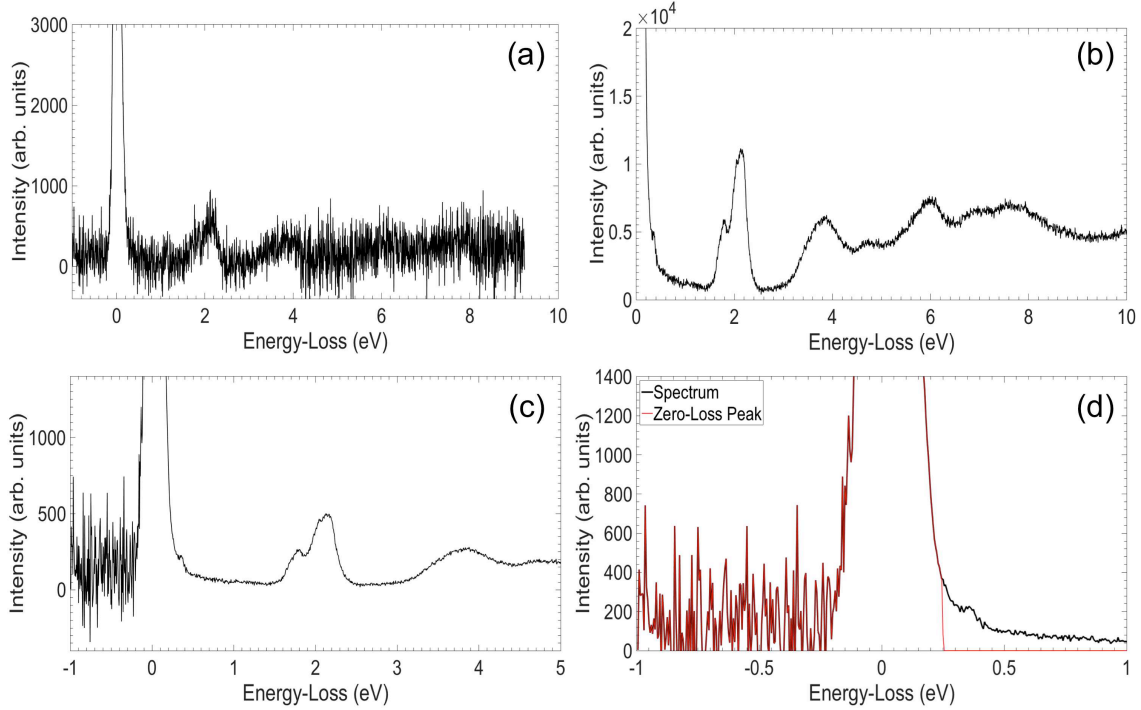 (a)
Intensity (arb. units)
3000
2000
1000
0
0 2 4 6 8 10
Energy-Loss (eV)
(b)
×10⁴
Intensity (arb. units)
2
1.5
1
0.5
0
0 2 4 6 8 10
Energy-Loss (eV)
(c)
Intensity (arb. units)
1000
500
0
-1 0 1 2 3 4 5
Energy-Loss (eV)
(d)
Spectrum
Zero-Loss Peak
Intensity (arb. units)
1400
1200
1000
800
600
400
200
0
-1 -0.5 0 0.5 1
Energy-Loss (eV)